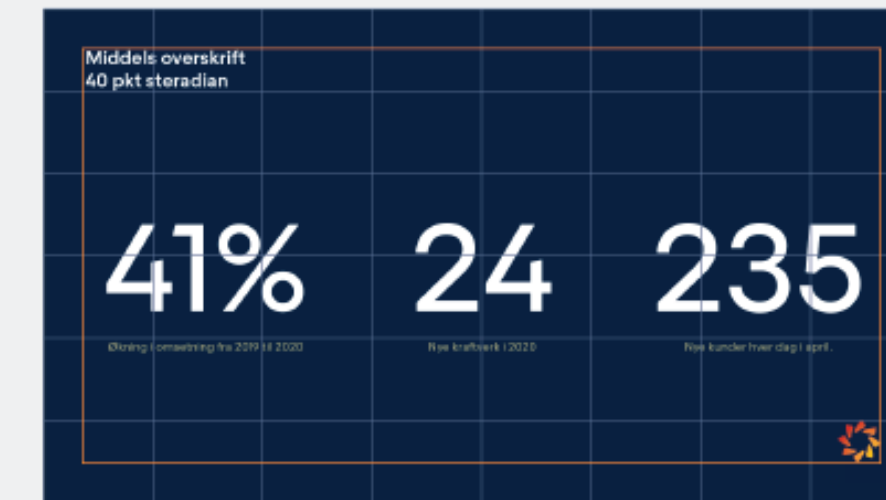 Middels overskrift
40 pkt steradian
41%
24
235
Økning i omsetning fra 2019 til 2020
Nye kraftverk i 2020
Nye kunder hver dag i april.